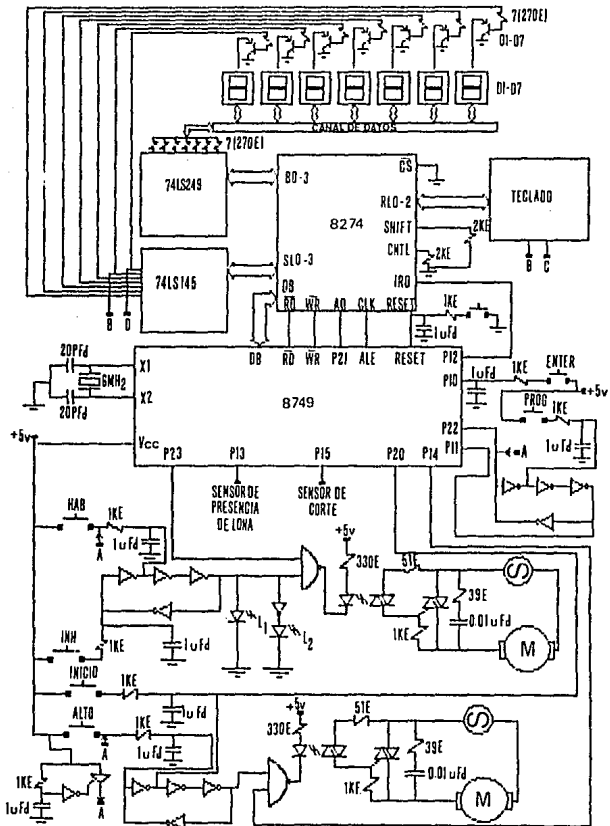 7(270E)
Q1-Q7
D1-D7
CANAL DE DATOS
7(270E)
74LS249
BD-3
CS
8274
RLO-2
TECLADO
SHIFT
2KE
CNTL
2KE
B C
SLO-3
74LS145
IRQ
DB
RD WR AO CLK RESET
1KE
1uFd
B D
20PFd
X1
6MHz
X2
20PFd
DB RD WR P21 ALE RESET
P12
P10
1uFd
1KE
ENTER
+5v
PROG
1KE
8749
P22
P11
1uFd
A
+5v
Vcc
P23 P13 P15 P20 P14
SENSOR DE
PRESENCIA
DE LONA
SENSOR DE
CORTE
HAB
1KE
A
1uFd
+5v
330E
51E
S
39E
0.01uFd
1KE
M
L1
L2
1KE
1uFd
INH
INICIO
1KE
1uFd
ALTO
1KE
A
1uFd
+5v
330E
51E
S
39E
0.01uFd
1KE
M
1KE
1uFd
A